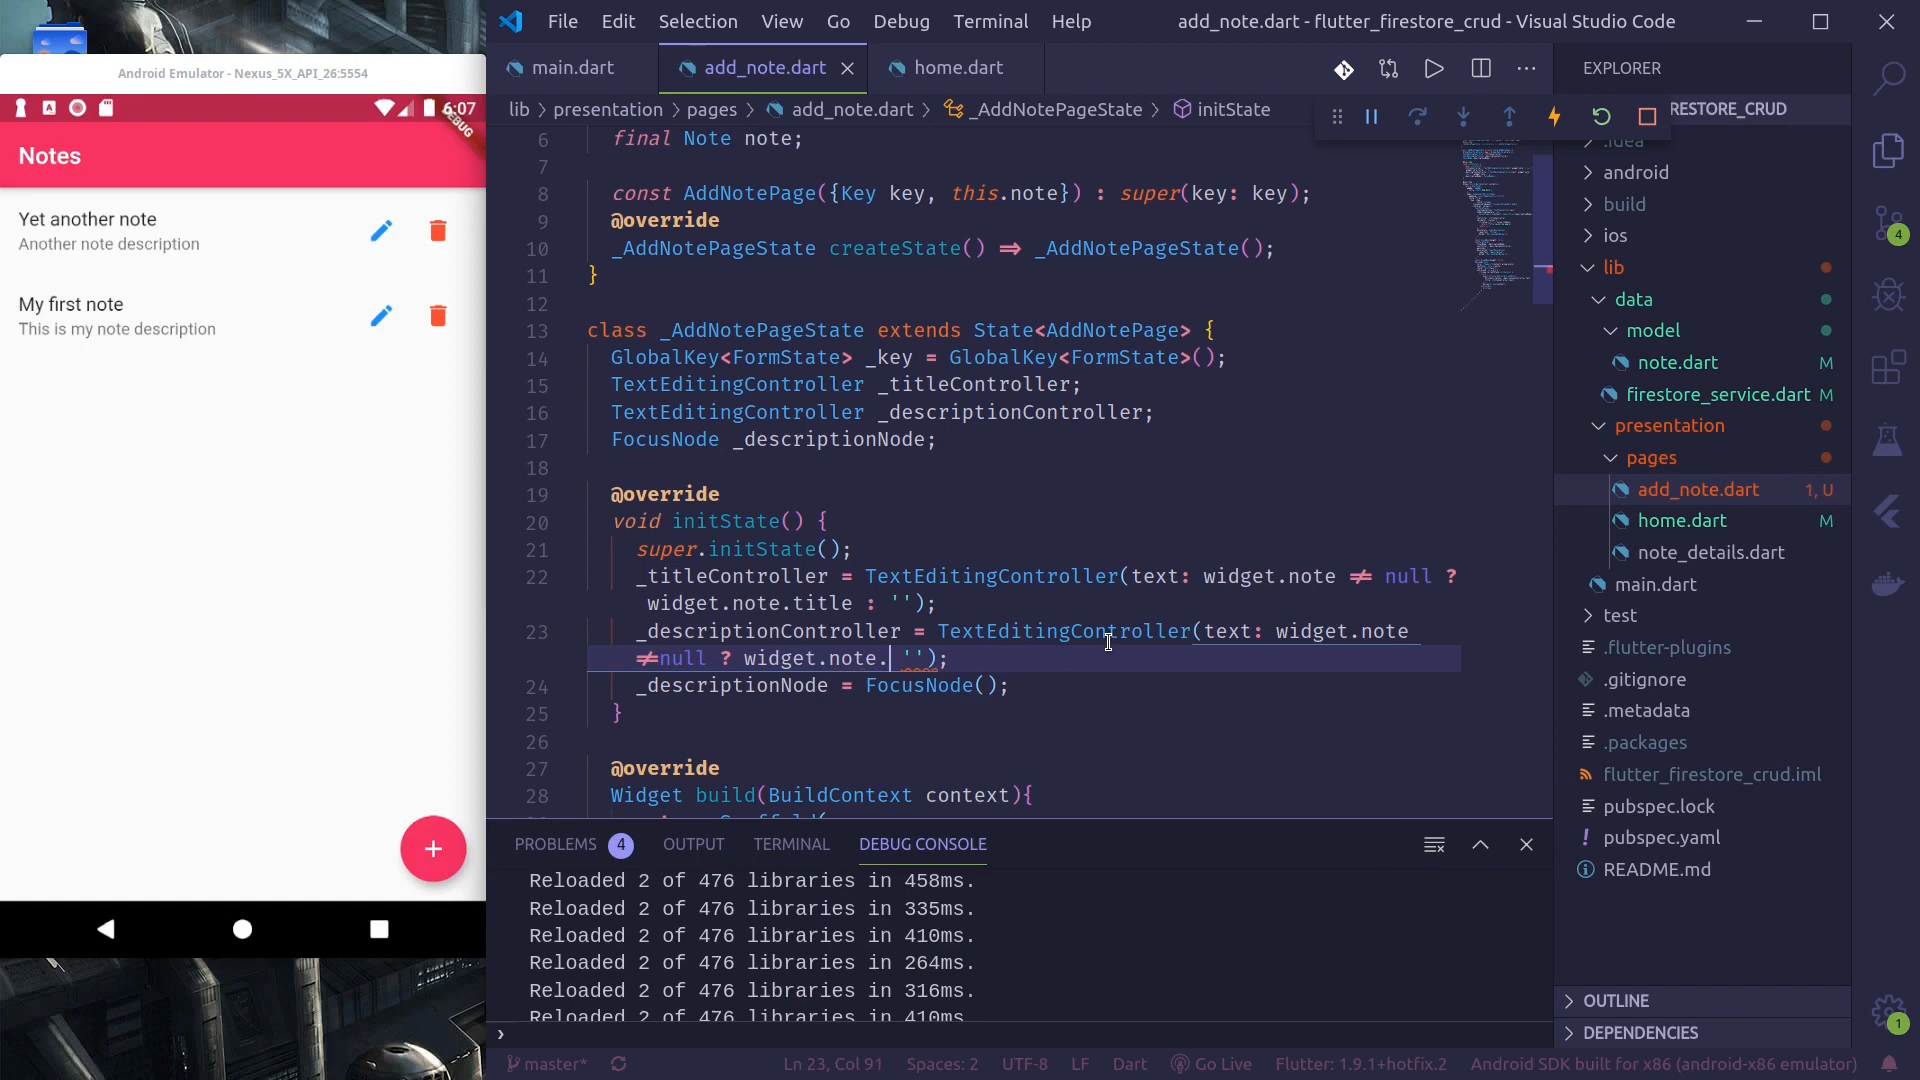 File Edit Selection View Go Debug Terminal Help
add_note.dart - flutter_firestore_crud - Visual Studio Code
Android Emulator - Nexus_5X_API_26:5554
6:07
DEBUG
Notes
Yet another note
Another note description
My first note
This is my note description
main.dart
add_note.dart
home.dart
lib > presentation > pages > add_note.dart > _AddNotePageState > initState
6 final Note note;
7
8 const AddNotePage({Key key, this.note}) : super(key: key);
9 @override
10 _AddNotePageState createState() => _AddNotePageState();
11 }
12
13 class _AddNotePageState extends State<AddNotePage> {
14 GlobalKey<FormState> _key = GlobalKey<FormState>();
15 TextEditingController _titleController;
16 TextEditingController _descriptionController;
17 FocusNode _descriptionNode;
18
19 @override
20 void initState() {
21 super.initState();
22 _titleController = TextEditingController(text: widget.note != null ?
widget.note.title : '');
23 _descriptionController = TextEditingController(text: widget.note
!=null ? widget.note. '');
24 _descriptionNode = FocusNode();
25 }
26
27 @override
28 Widget build(BuildContext context){
PROBLEMS 4 OUTPUT TERMINAL DEBUG CONSOLE
Reloaded 2 of 476 libraries in 458ms.
Reloaded 2 of 476 libraries in 335ms.
Reloaded 2 of 476 libraries in 410ms.
Reloaded 2 of 476 libraries in 264ms.
Reloaded 2 of 476 libraries in 316ms.
Reloaded 2 of 476 libraries in 410ms.
EXPLORER
RESTORE_CRUD
.idea
android
build
ios
lib
data
model
note.dart M
firestore_service.dart M
presentation
pages
add_note.dart 1, U
home.dart M
note_details.dart
main.dart
test
.flutter-plugins
.gitignore
.metadata
.packages
flutter_firestore_crud.iml
pubspec.lock
pubspec.yaml
README.md
OUTLINE
DEPENDENCIES
4
1
master* Ln 23, Col 91 Spaces: 2 UTF-8 LF Dart Go Live Flutter: 1.9.1+hotfix.2 Android SDK built for x86 (android-x86 emulator)